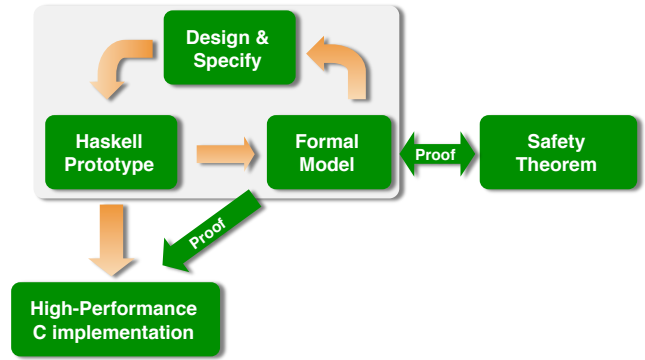 Design &
Specify
Haskell
Prototype
Formal
Model
Proof
Safety
Theorem
Proof
High-Performance
C implementation